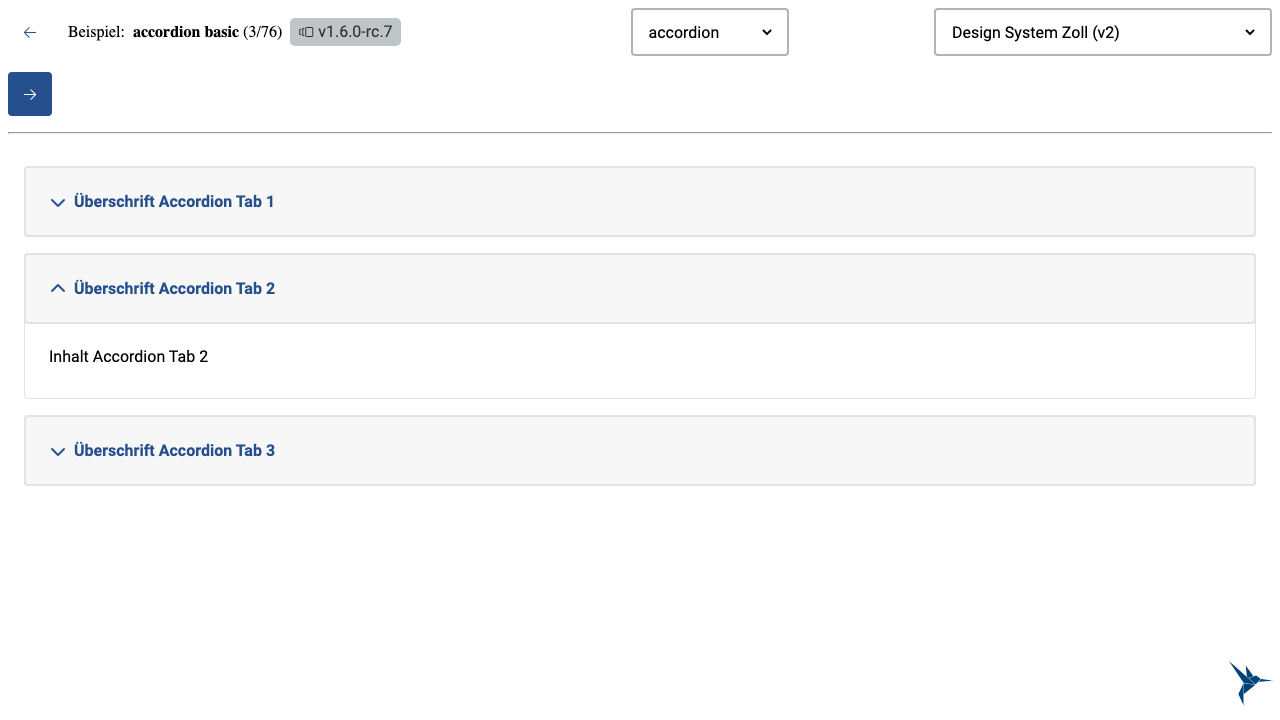 Beispiel: accordion basic (3/76) v1.6.0-rc.7 accordion Design System Zoll (v2)
Überschrift Accordion Tab 1
Überschrift Accordion Tab 2
Inhalt Accordion Tab 2
Überschrift Accordion Tab 3